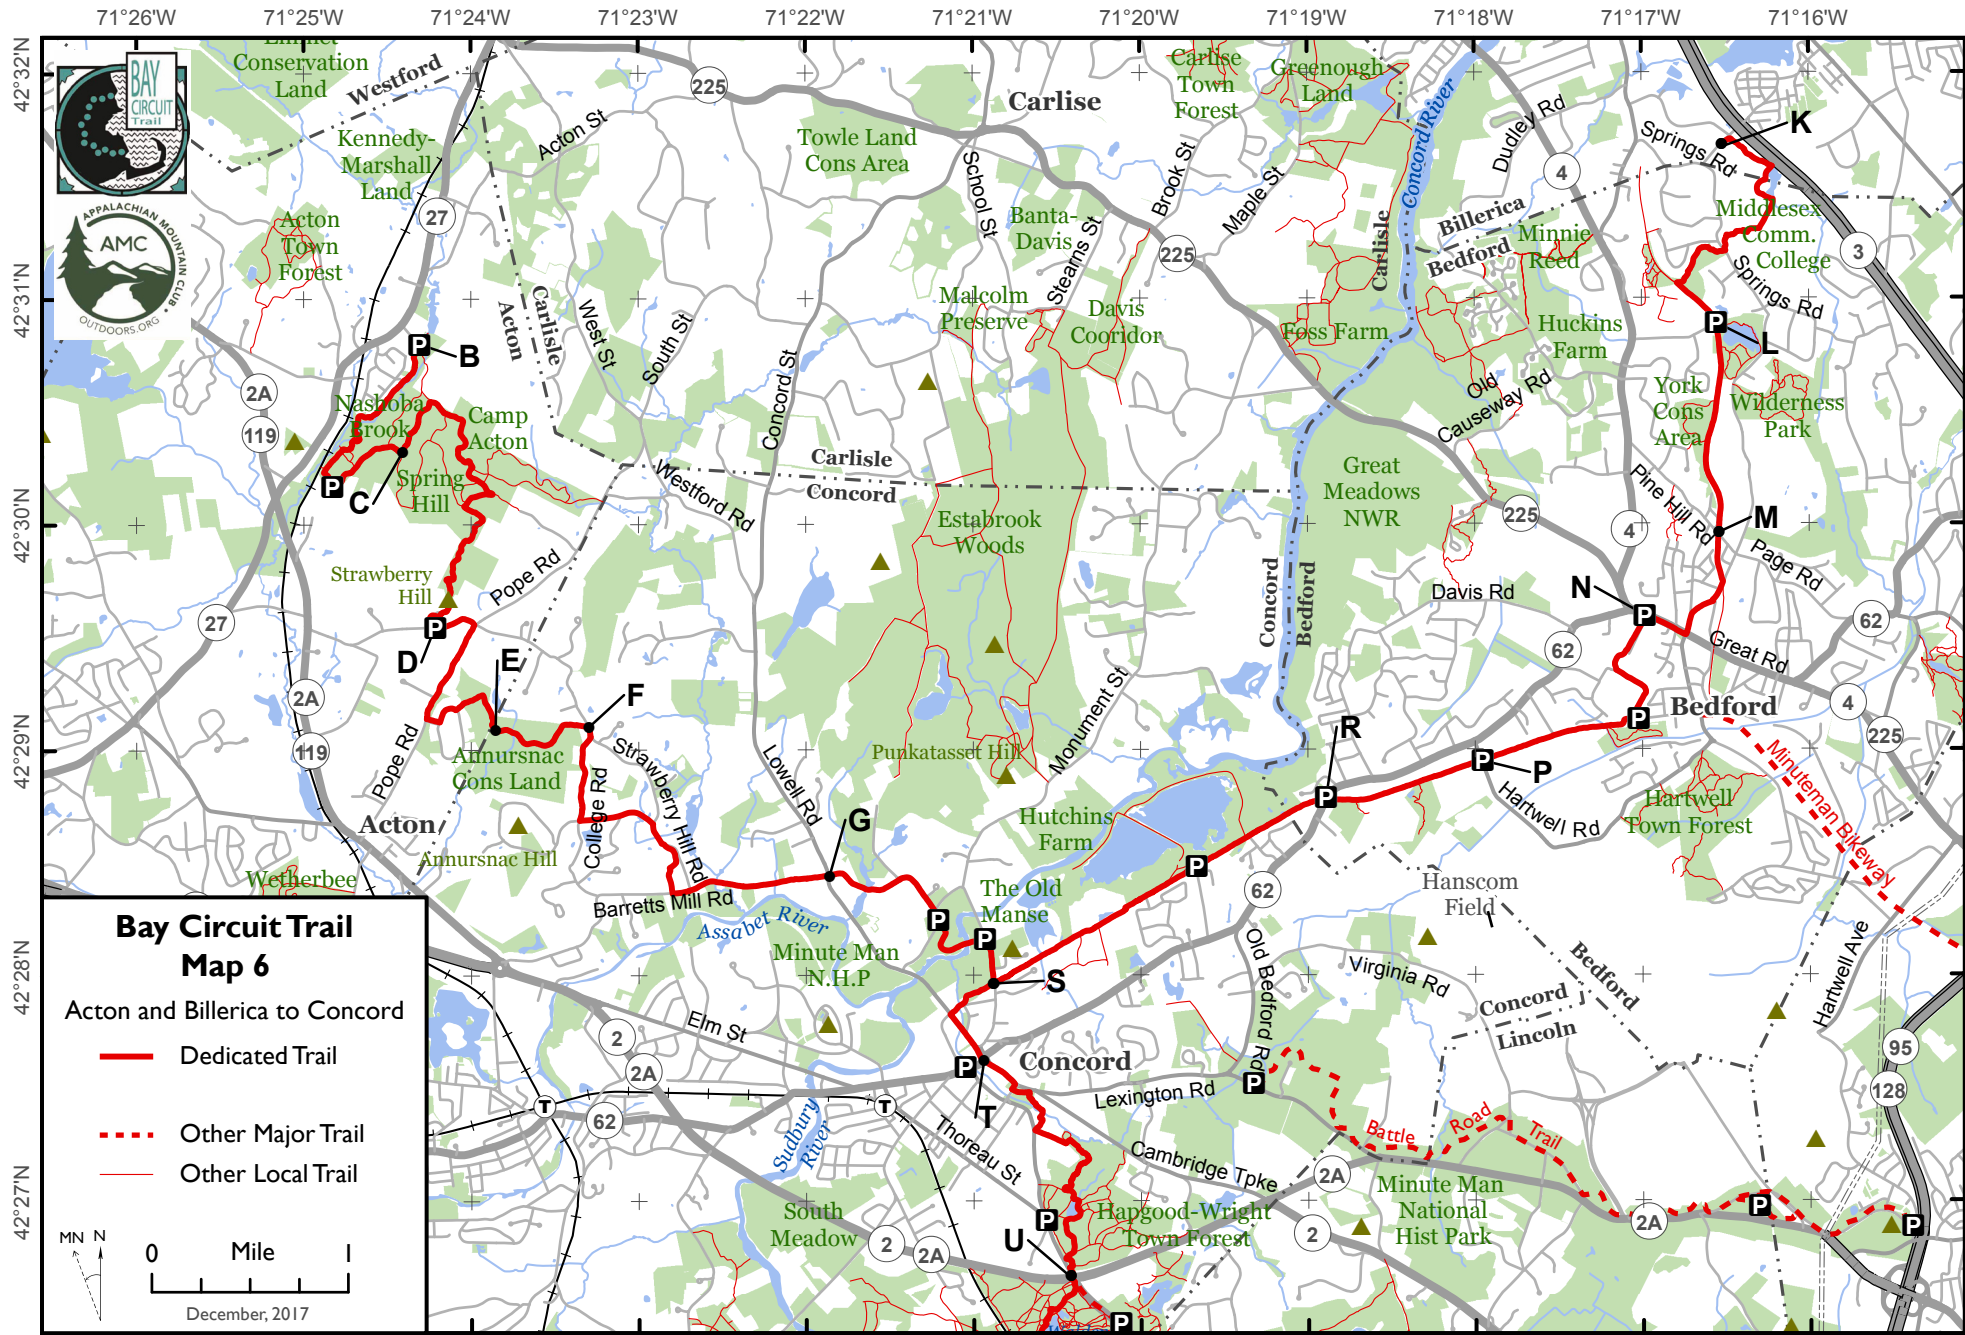 71°26'W 71°25'W 71°24'W 71°23'W 71°22'W 71°21'W 71°20'W 71°19'W 71°18'W 71°17'W 71°16'W
42°32'N
42°31'N
42°30'N
42°29'N
42°28'N
42°27'N
BAY
CIRCUIT
Trail
APPALACHIAN MOUNTAIN CLUB
AMC
OUTDOORS.ORG
Conservation
Land
Westford
Kennedy-
Marshall
Land
27
Acton
Town
Forest
Acton St
225
Carlise
Towle Land
Cons Area
School St
Banta-
Davis
Stearns St
Brook St
Maple St
225
Carlise
Town
Forest
Greenough
Land
Concord River
Carlisle
Dudley Rd
4
Billerica
Bedford
Minnie
Reed
Springs Rd
K
Middlesex
Comm.
College
3
Springs Rd
Carlisle
Acton
West St
South St
Concord St
Malcolm
Preserve
Davis
Cooridor
Foss Farm
Huckins
Farm
P
L
P
B
2A
119
Nashoba
Brook
Camp
Acton
Spring
Hill
P
C
Old
Causeway Rd
York
Cons
Area
Wilderness
Park
Carlisle
Concord
Westford Rd
Great
Meadows
NWR
225
4
Pine Hill Rd
M
Page Rd
Estabrook
Woods
Strawberry
Hill
Pope Rd
27
P
D
E
F
Concord
Bedford
Davis Rd
N
P
62
62
Great Rd
4
225
Bedford
P
2A
119
Pope Rd
Annursnac
Cons Land
Strawberry Hill Rd
College Rd
Lowell Rd
Punkatasset Hill
Monument St
R
P
P
P
Hartwell Rd
Hartwell
Town Forest
Minuteman Bikeway
Acton
Annursnac Hill
Wetherbee
G
Hutchins
Farm
P
62
Hanscom
Field
Barretts Mill Rd
Assabet River
The Old
Manse
P
P
Minute Man
N.H.P
S
Old Bedford Rd
Virginia Rd
Bedford
Concord
Lincoln
Hartwell Ave
Elm St
2
2A
62
T
T
Sudbury
River
P
Concord
T
Lexington Rd
P
Thoreau St
Cambridge Tpke
Battle Road Trail
95
128
2A
Minute Man
National
Hist Park
2A
P
P
South
Meadow
2
2A
P
U
Hapgood-Wright
Town Forest
2
P
Bay Circuit Trail
Map 6
Acton and Billerica to Concord
Dedicated Trail
Other Major Trail
Other Local Trail
MN N
0 Mile 1
December, 2017